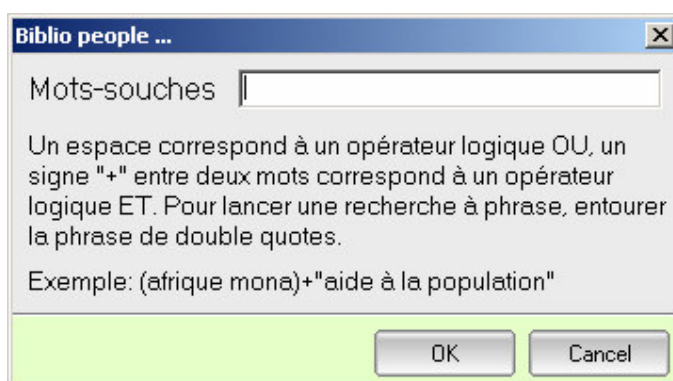 Biblio people ...
Mots-souches
Un espace correspond à un opérateur logique OU, un
signe "+" entre deux mots correspond à un opérateur
logique ET. Pour lancer une recherche à phrase, entourer
la phrase de double quotes.
Exemple: (afrique mona)+"aide à la population"
OK Cancel